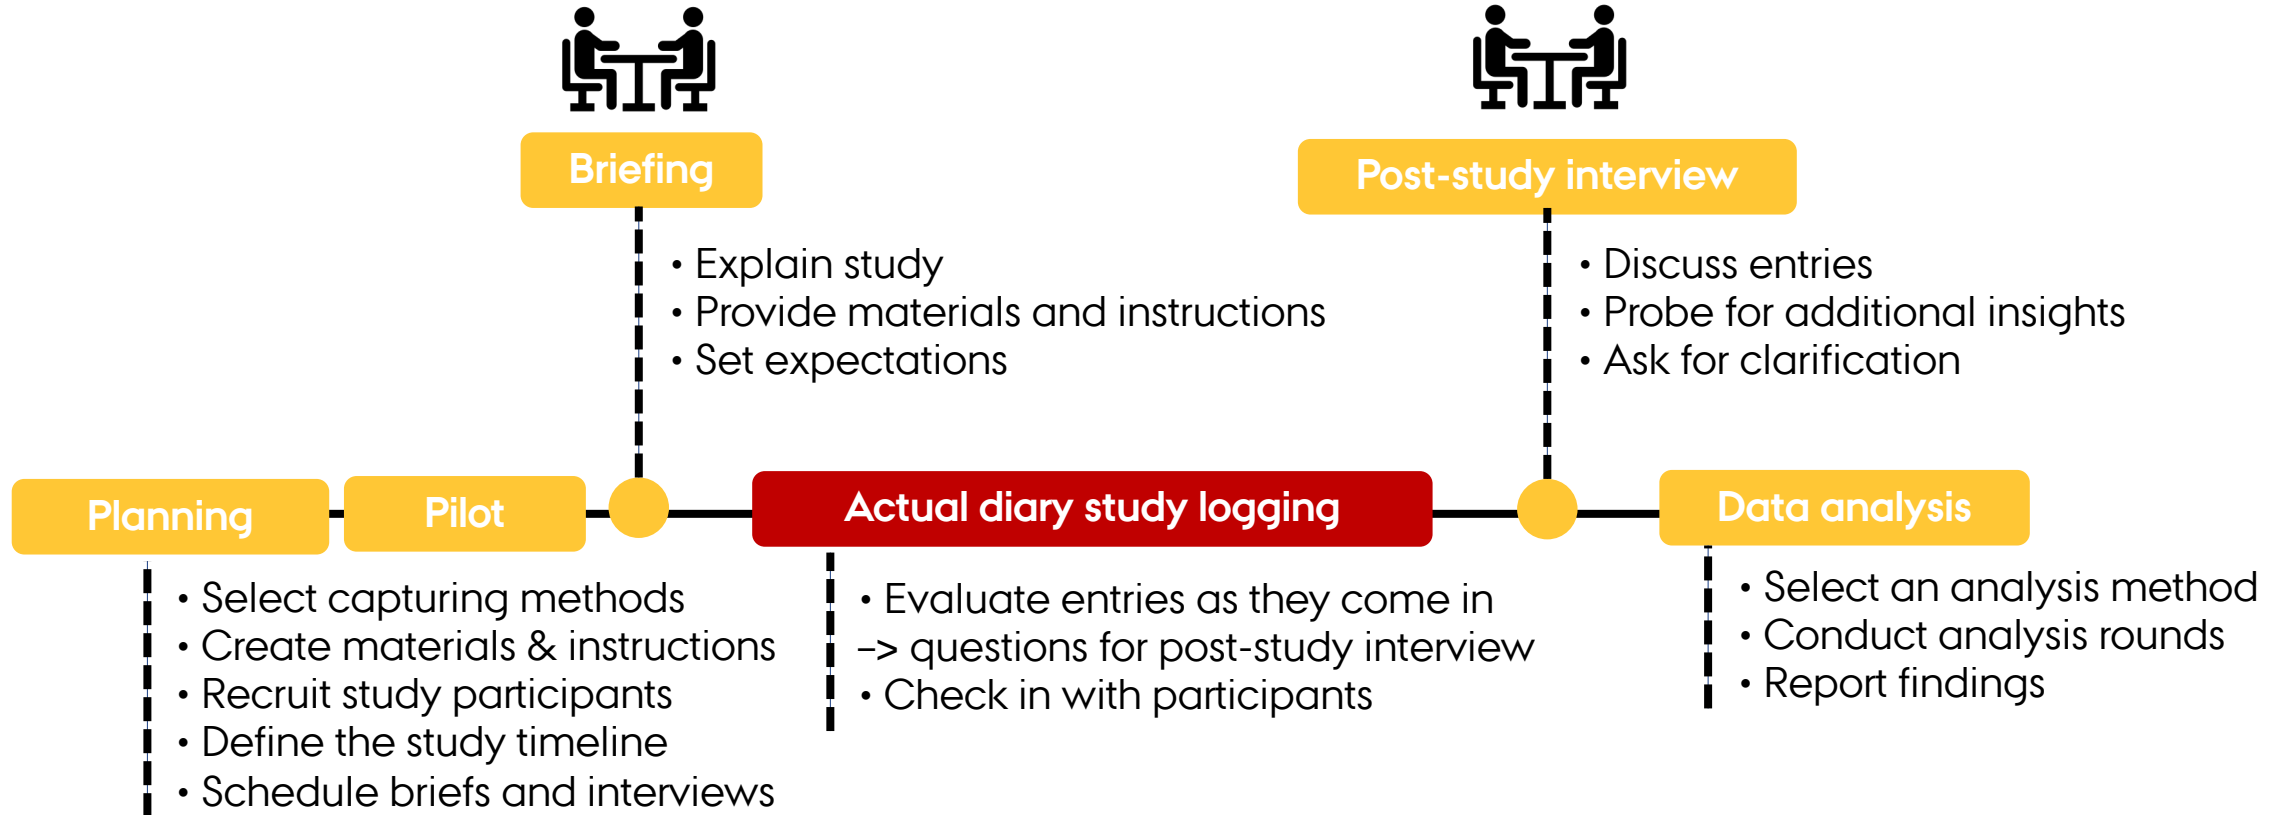 Briefing
• Explain study
• Provide materials and instructions
• Set expectations
Post-study interview
• Discuss entries
• Probe for additional insights
• Ask for clarification
Planning
• Select capturing methods
• Create materials & instructions
• Recruit study participants
• Define the study timeline
• Schedule briefs and interviews
Pilot
Actual diary study logging
• Evaluate entries as they come in
–> questions for post-study interview
• Check in with participants
Data analysis
• Select an analysis method
• Conduct analysis rounds
• Report findings